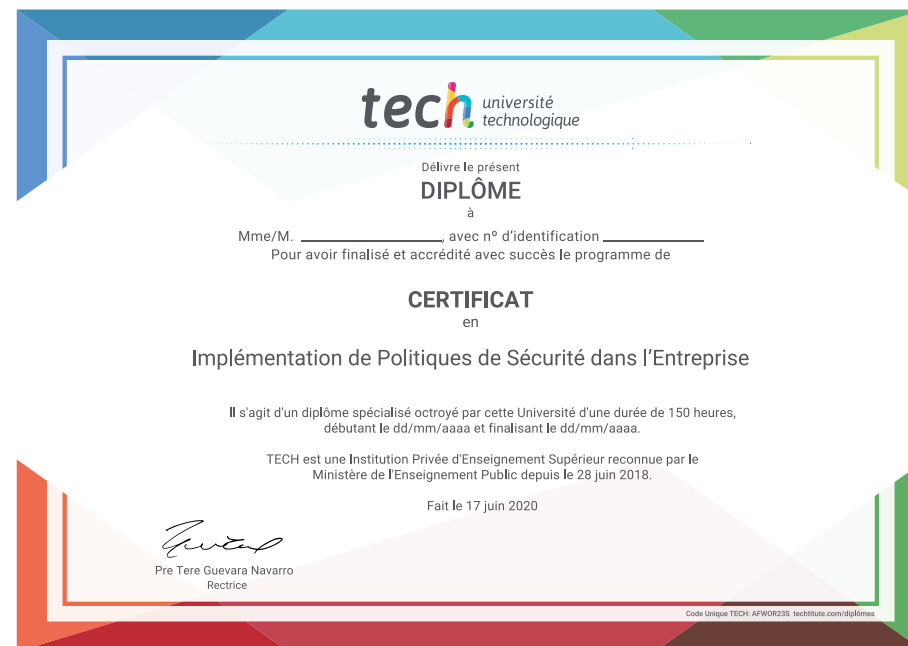 tech université
technologique
Délivre le présent
DIPLÔME
à
Mme/M. ____________, avec nº d'identification ____________
Pour avoir finalisé et accrédité avec succès le programme de
CERTIFICAT
en
Implémentation de Politiques de Sécurité dans l'Entreprise
Il s'agit d'un diplôme spécialisé octroyé par cette Université d'une durée de 150 heures,
débutant le dd/mm/aaaa et finalisant le dd/mm/aaaa.
TECH est une Institution Privée d'Enseignement Supérieur reconnue par le
Ministère de l'Enseignement Public depuis le 28 juin 2018.
Fait le 17 juin 2020
Pre Tere Guevara Navarro
Rectrice
Code Unique TECH: AFWOR23S techtitute.com/diplômes